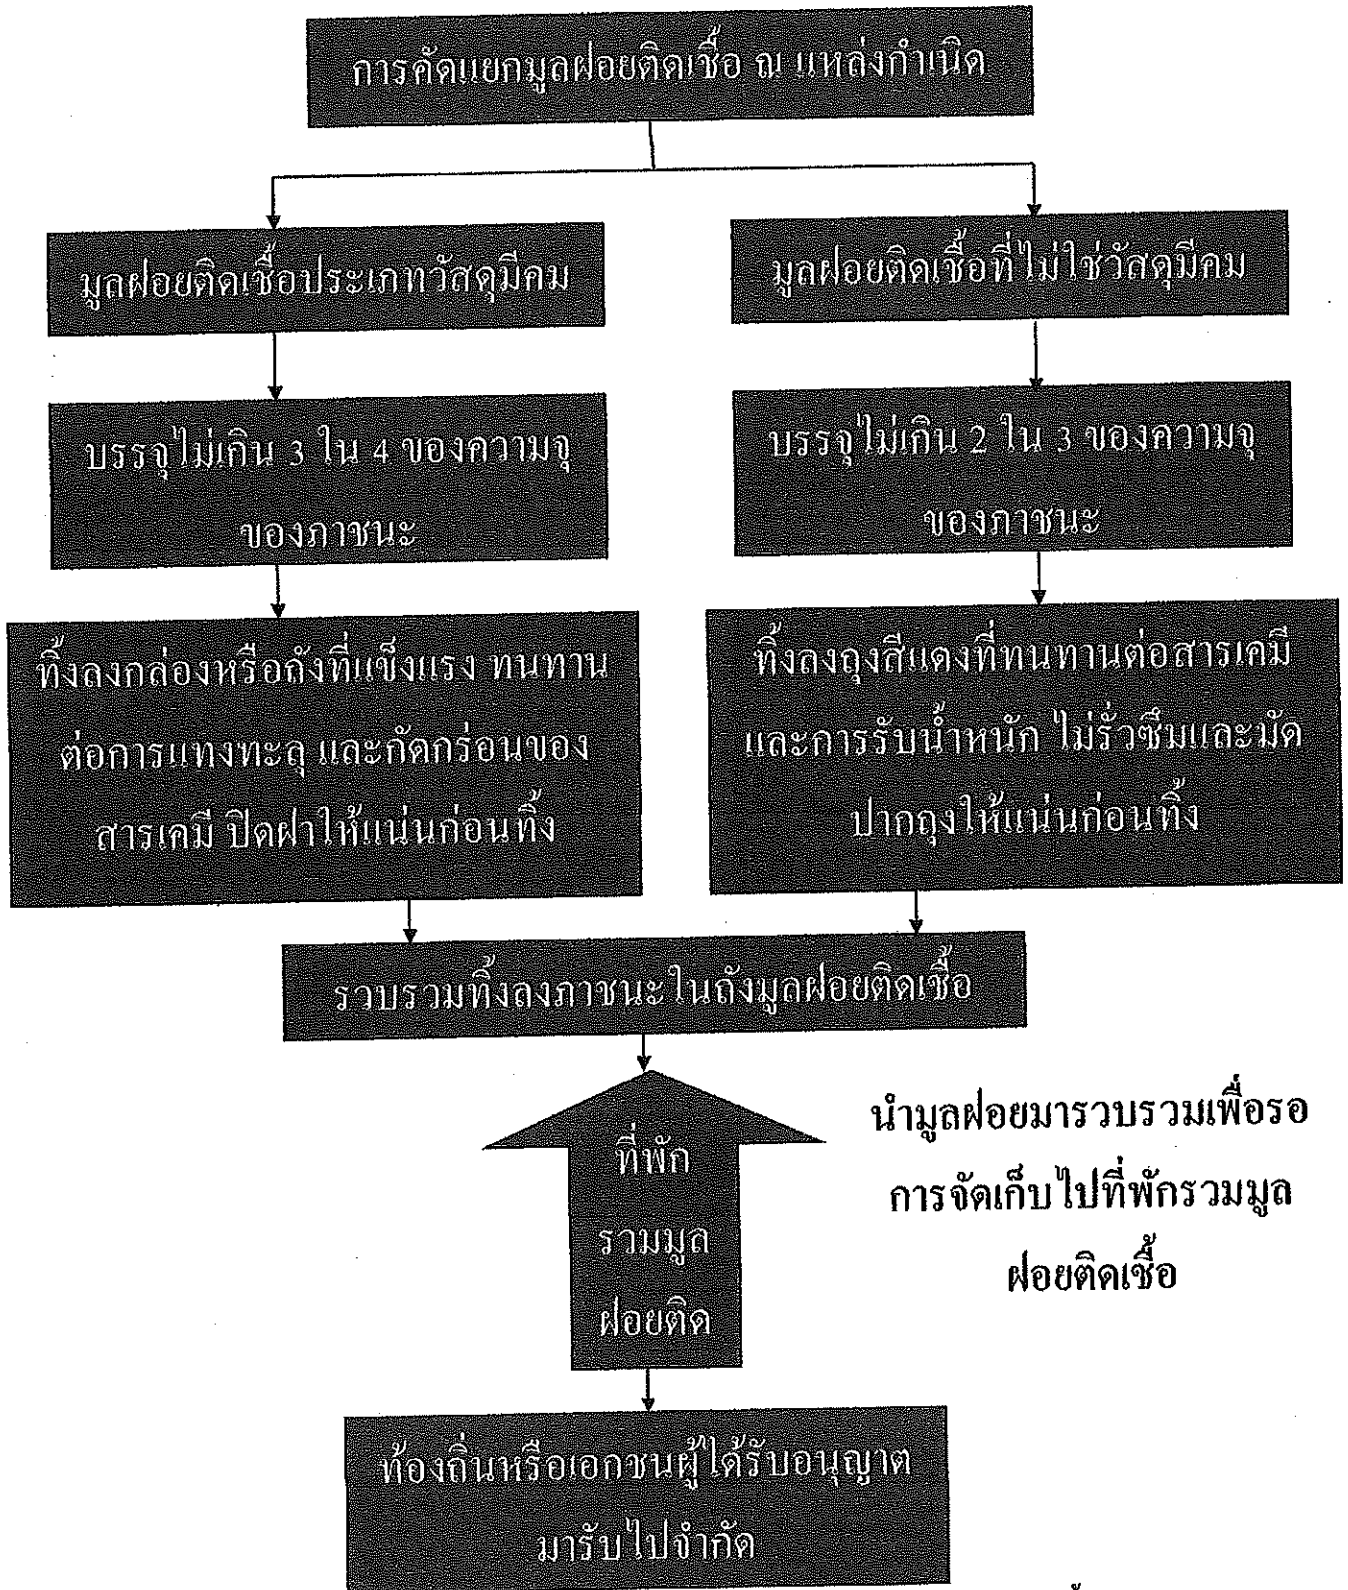 การคัดแยกมูลฝอยติดเชื้อ ณ แหล่งกำเนิด
มูลฝอยติดเชื้อประเภทวัสดุมีคม
มูลฝอยติดเชื้อที่ไม่ใช่วัสดุมีคม
บรรจุไม่เกิน 3 ใน 4 ของความจุ
ของภาชนะ
บรรจุไม่เกิน 2 ใน 3 ของความจุ
ของภาชนะ
ทิ้งลงกล่องหรือถังที่แข็งแรง ทนทาน
ต่อการแทงทะลุ และกัดกร่อนของ
สารเคมี ปิดฝาให้แน่นก่อนทิ้ง
ทิ้งลงถุงสีแดงที่ทนทานต่อสารเคมี
และการรับน้ำหนัก ไม่รั่วซึมและมัด
ปากถุงให้แน่นก่อนทิ้ง
รวบรวมทิ้งลงภาชนะในถังมูลฝอยติดเชื้อ
ที่พัก
รวมมูล
ฝอยติด
นำมูลฝอยมารวบรวมเพื่อรอ
การจัดเก็บไปที่พักรวมมูล
ฝอยติดเชื้อ
ท้องถิ่นหรือเอกชนผู้ได้รับอนุญาต
มารับไปจำกัด